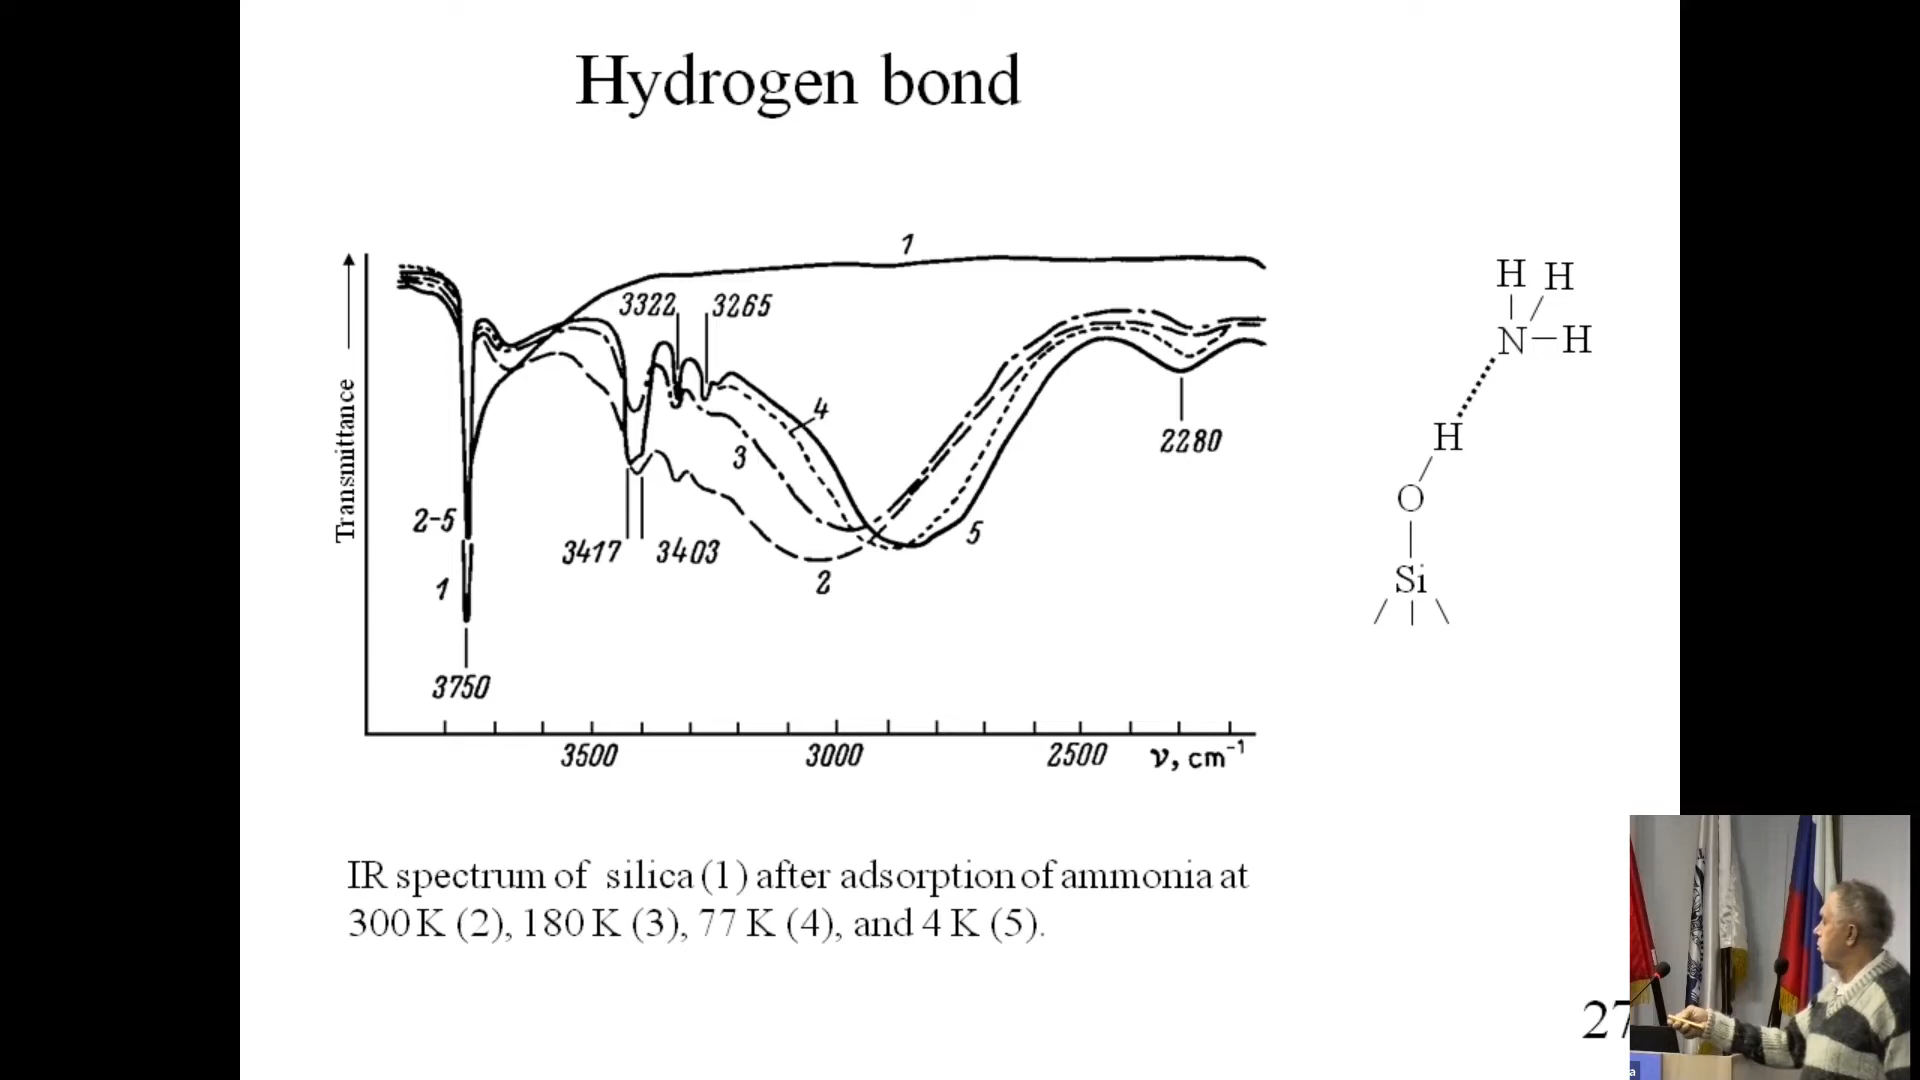 Hydrogen bond
Transmittance
1
3322
3265
4
3
2-5
1
3417
3403
2
5
2280
3750
3500
3000
2500
ν, cm⁻¹
H H
N – H
H
O
Si
IR spectrum of silica (1) after adsorption of ammonia at
300 K (2), 180 K (3), 77 K (4), and 4 K (5).
27
a